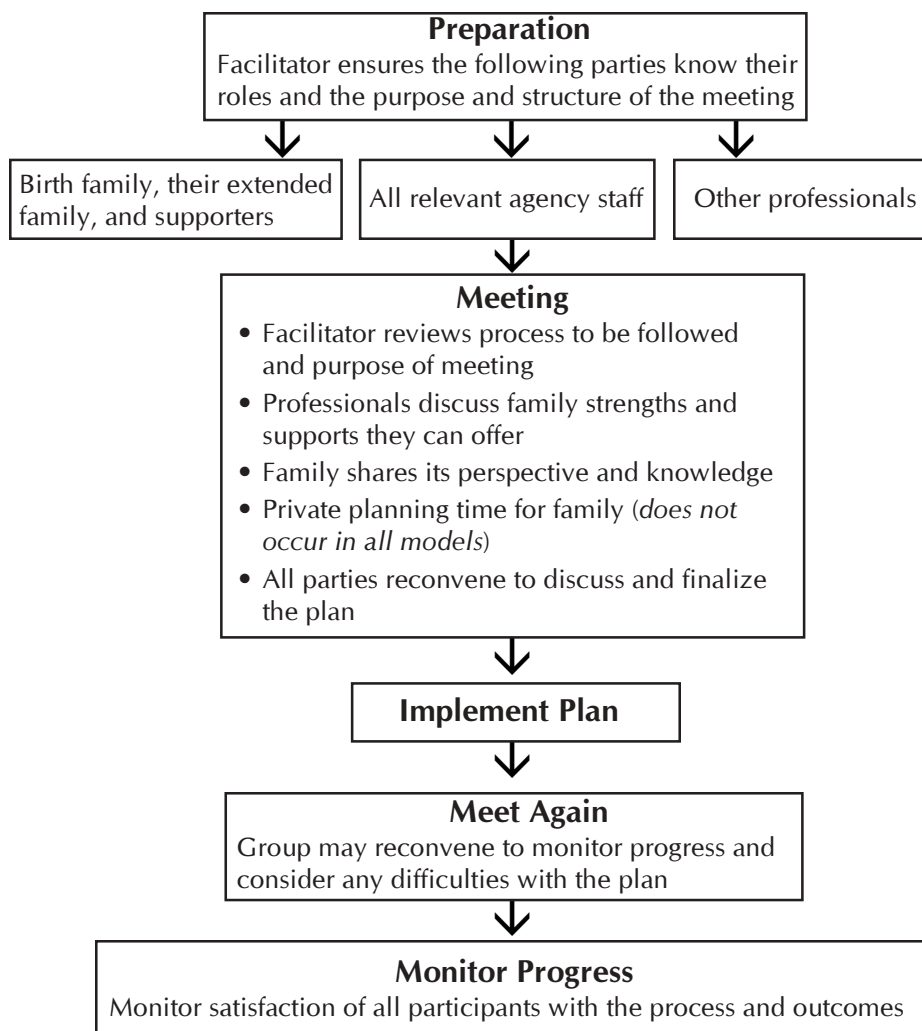 Preparation
Facilitator ensures the following parties know their
roles and the purpose and structure of the meeting
Birth family, their extended
family, and supporters
All relevant agency staff
Other professionals
Meeting
• Facilitator reviews process to be followed
and purpose of meeting
• Professionals discuss family strengths and
supports they can offer
• Family shares its perspective and knowledge
• Private planning time for family (does not
occur in all models)
• All parties reconvene to discuss and finalize
the plan
Implement Plan
Meet Again
Group may reconvene to monitor progress and
consider any difficulties with the plan
Monitor Progress
Monitor satisfaction of all participants with the process and outcomes